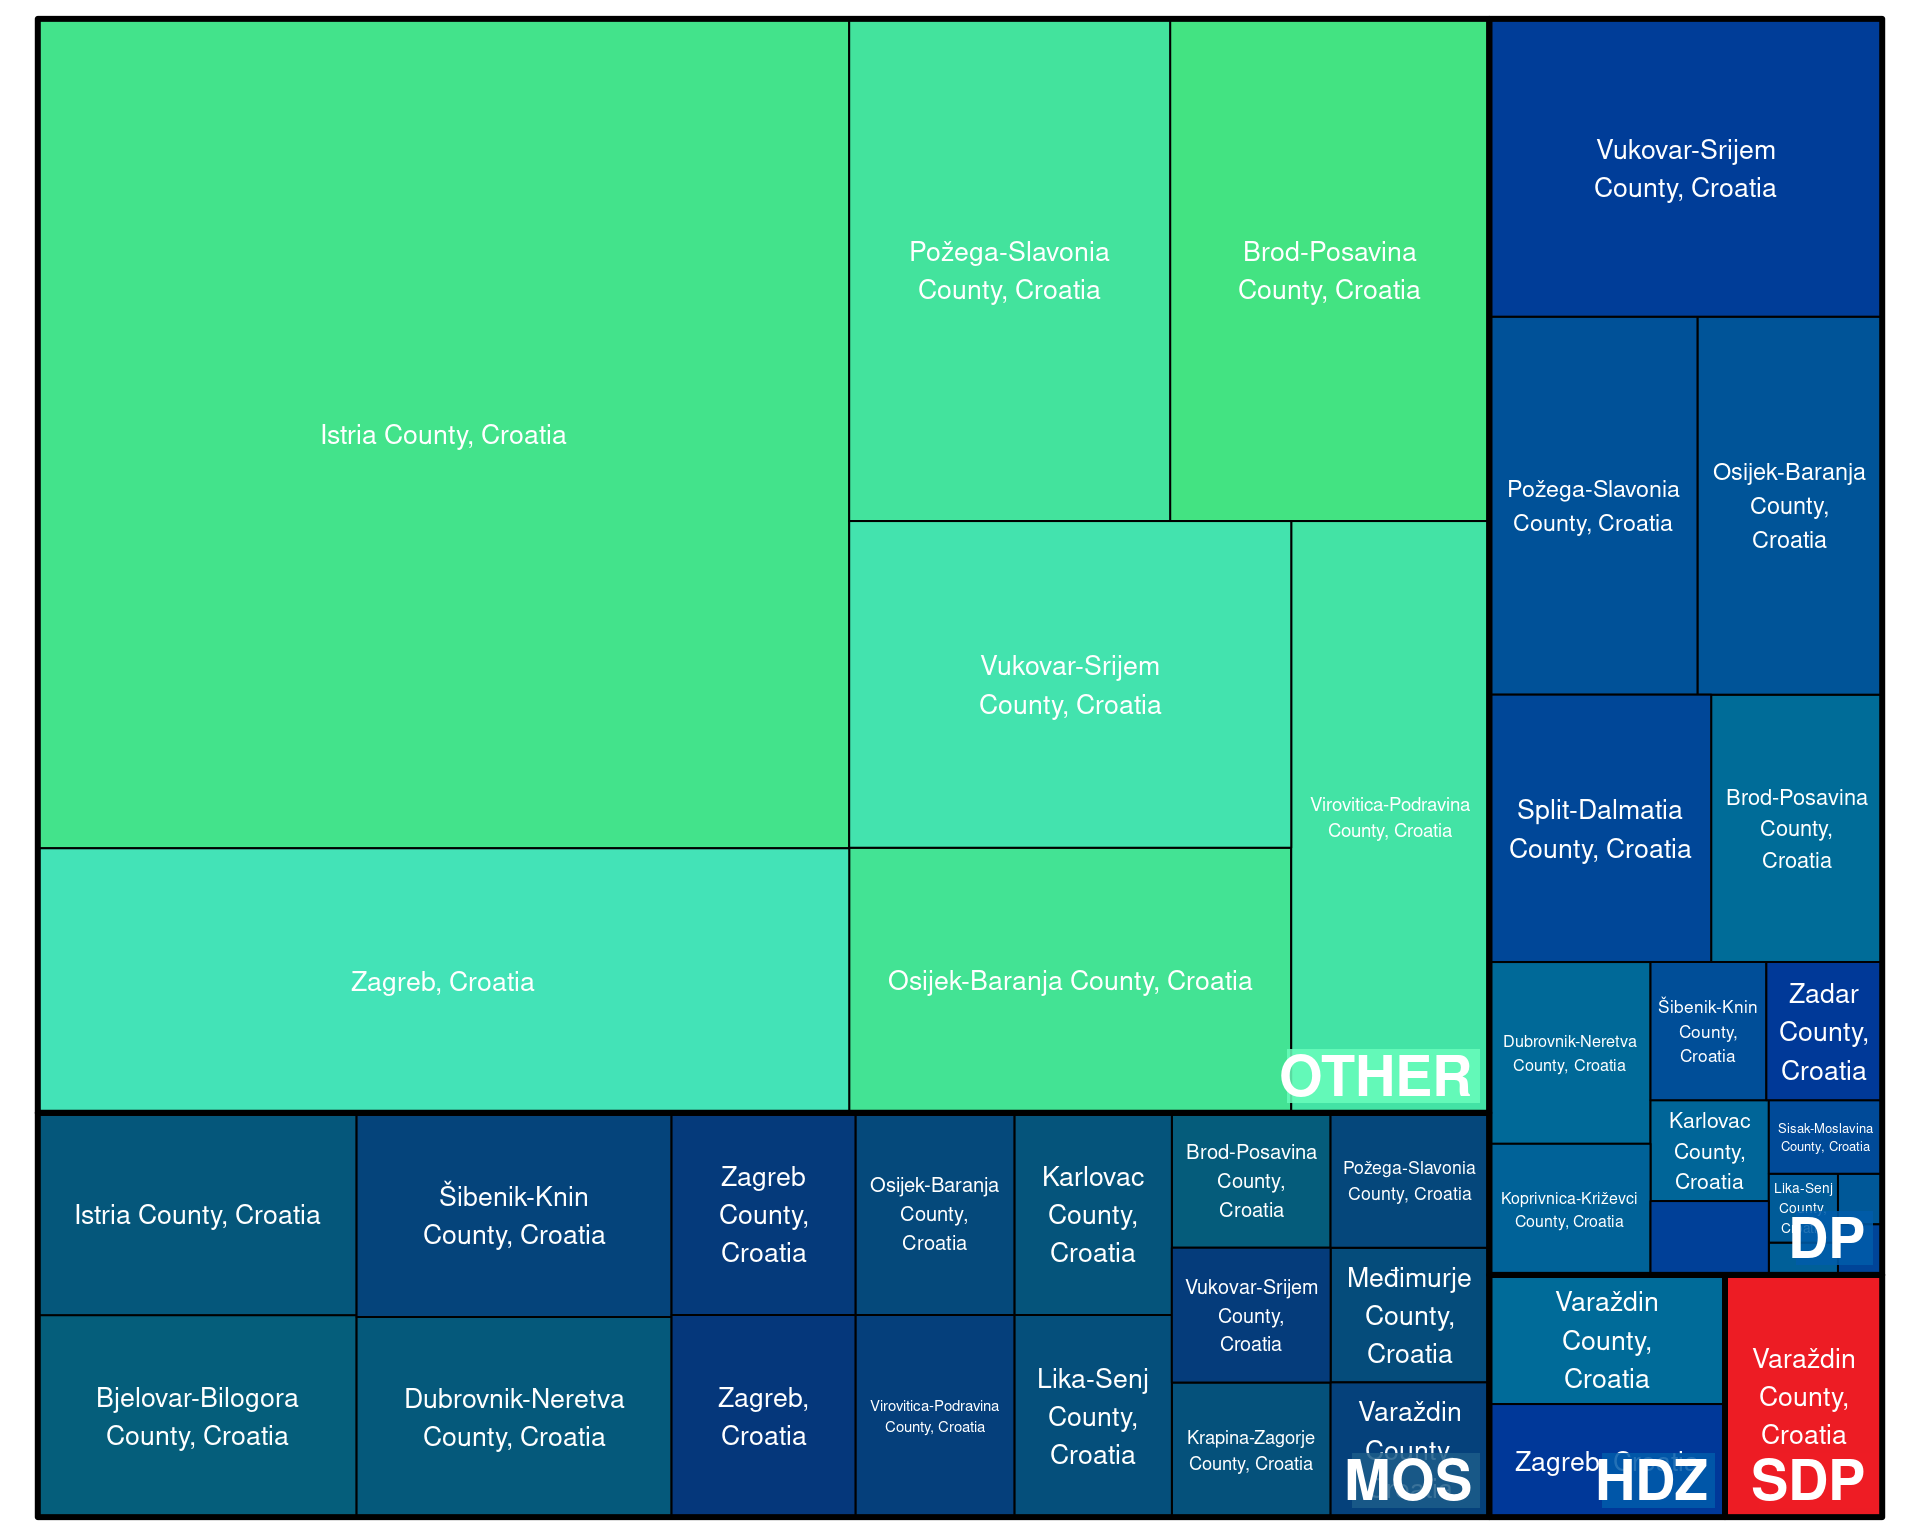 Istria County, Croatia
Požega-Slavonia
County, Croatia
Brod-Posavina
County, Croatia
Vukovar-Srijem
County, Croatia
Virovitica-Podravina
County, Croatia
Zagreb, Croatia
Osijek-Baranja County, Croatia
OTHER
Vukovar-Srijem
County, Croatia
Požega-Slavonia
County, Croatia
Osijek-Baranja
County,
Croatia
Split-Dalmatia
County, Croatia
Brod-Posavina
County,
Croatia
Dubrovnik-Neretva
County, Croatia
Šibenik-Knin
County,
Croatia
Zadar
County,
Croatia
Koprivnica-Križevci
County, Croatia
Karlovac
County,
Croatia
Sisak-Moslavina
County, Croatia
Lika-Senj
County,
DP
Istria County, Croatia
Šibenik-Knin
County, Croatia
Zagreb
County,
Croatia
Osijek-Baranja
County,
Croatia
Karlovac
County,
Croatia
Brod-Posavina
County,
Croatia
Požega-Slavonia
County, Croatia
Vukovar-Srijem
County,
Croatia
Međimurje
County,
Croatia
Bjelovar-Bilogora
County, Croatia
Dubrovnik-Neretva
County, Croatia
Zagreb,
Croatia
Virovitica-Podravina
County, Croatia
Lika-Senj
County,
Croatia
Krapina-Zagorje
County, Croatia
Varaždin
County,
MOS
Varaždin
County,
Croatia
Zagreb, Croatia
HDZ
Varaždin
County,
Croatia
SDP